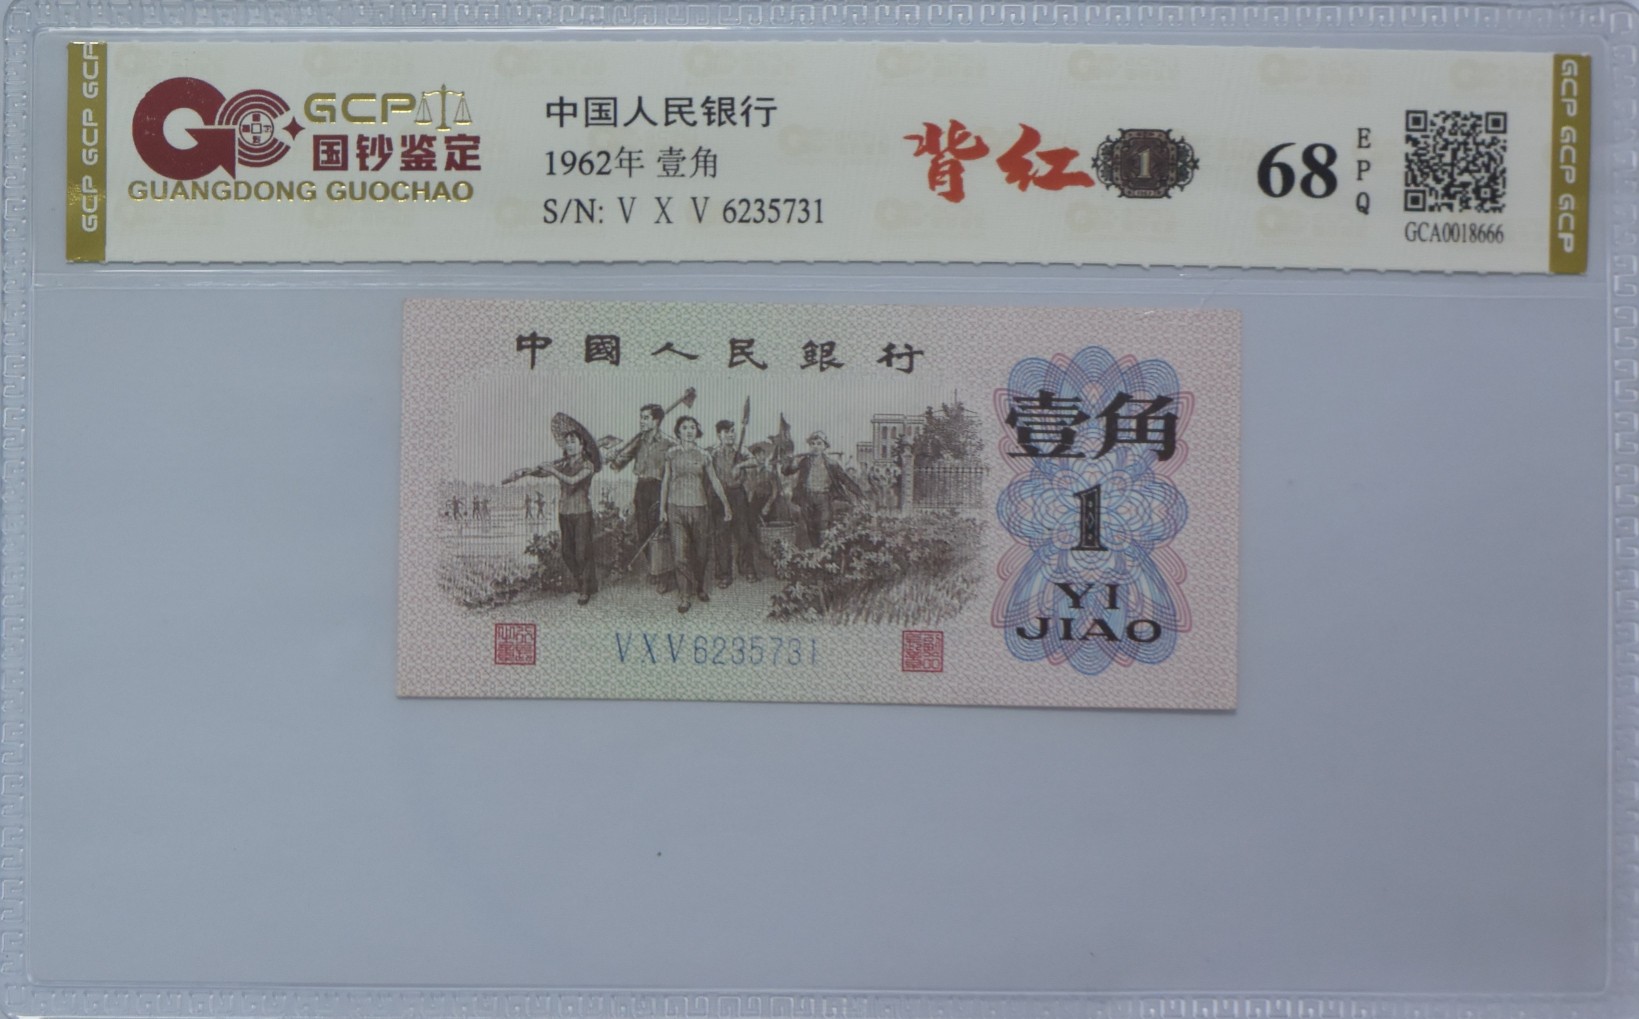 GCP GCP GCP
GCP
国钞鉴定
GUANGDONG GUOCHAO
中国人民银行
1962年 壹角
S/N: V X V 6235731
背红
1
68
EPQ
GCA0018666
GCP GCP GCP
中國人民銀行
壹角
1
YI
JIAO
VXV6235731